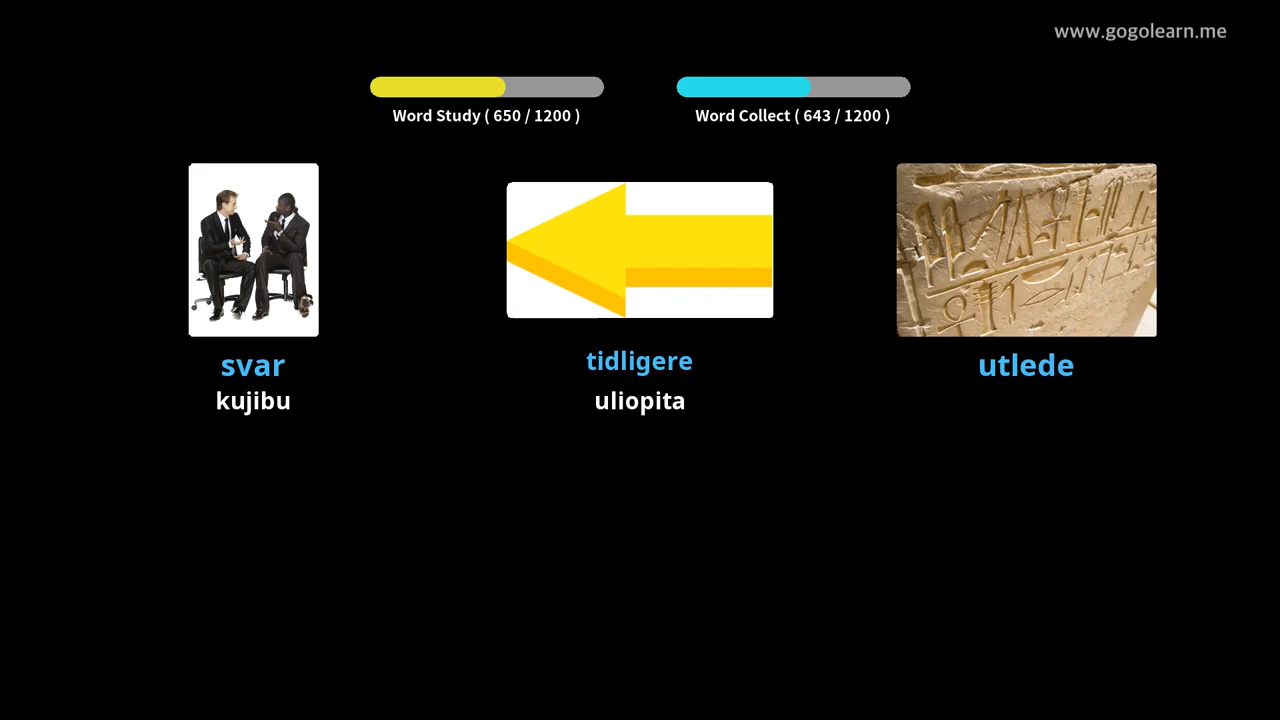 www.gogolearn.me
Word Study ( 650 / 1200 )
Word Collect ( 643 / 1200 )
svar
kujibu
tidligere
uliopita
utlede